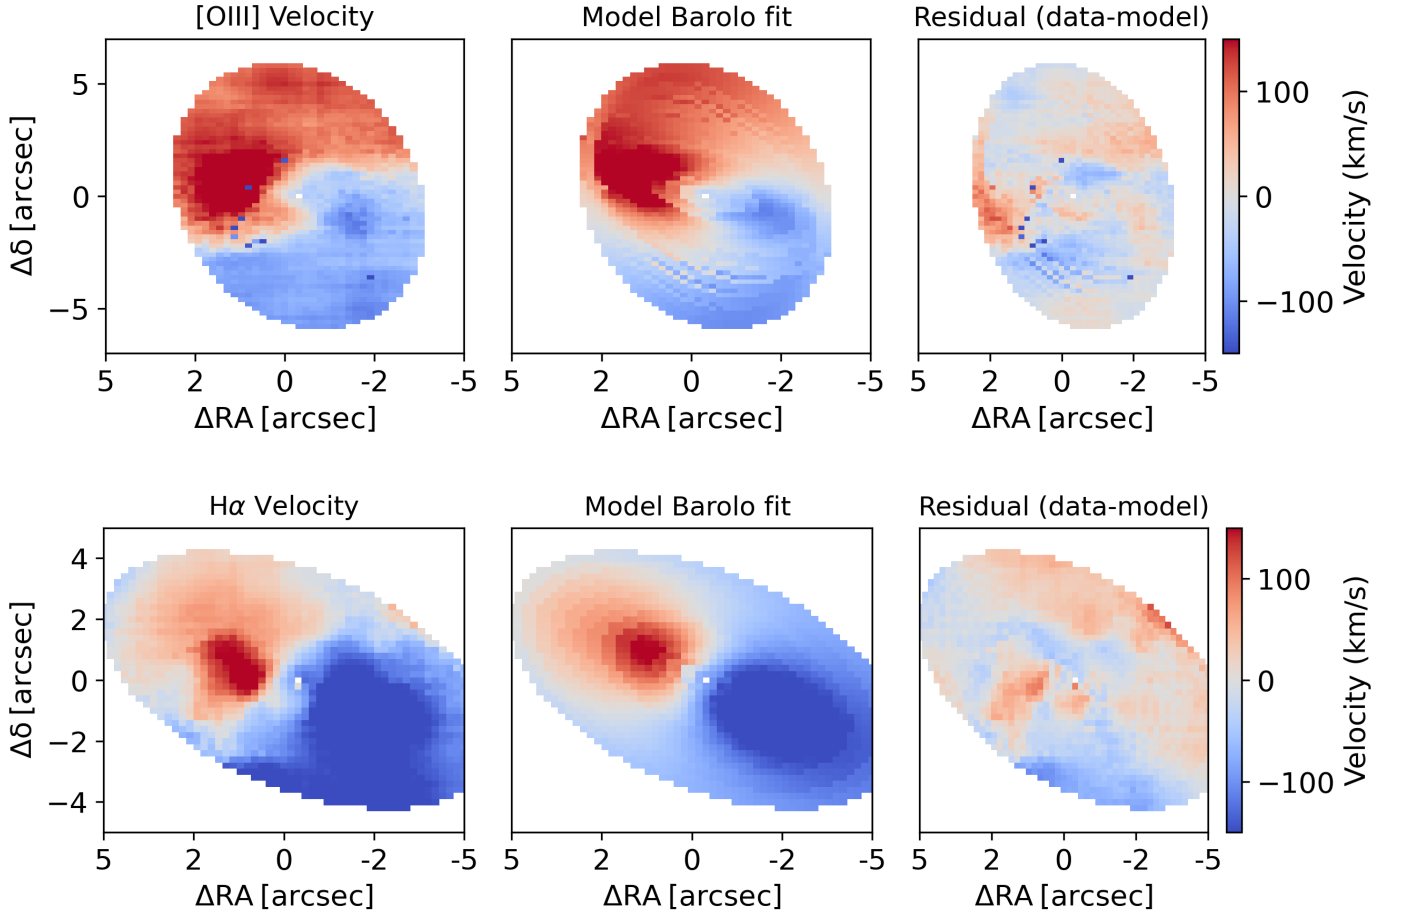 [OIII] Velocity
Model Barolo fit
Residual (data-model)
5
0
−5
Δδ [arcsec]
5 2 0 -2 -5
ΔRA [arcsec]
5 2 0 -2 -5
ΔRA [arcsec]
5 2 0 -2 -5
ΔRA [arcsec]
100
0
−100
Velocity (km/s)
Hα Velocity
Model Barolo fit
Residual (data-model)
4
2
0
−2
−4
Δδ [arcsec]
5 2 0 -2 -5
ΔRA [arcsec]
5 2 0 -2 -5
ΔRA [arcsec]
5 2 0 -2 -5
ΔRA [arcsec]
100
0
−100
Velocity (km/s)